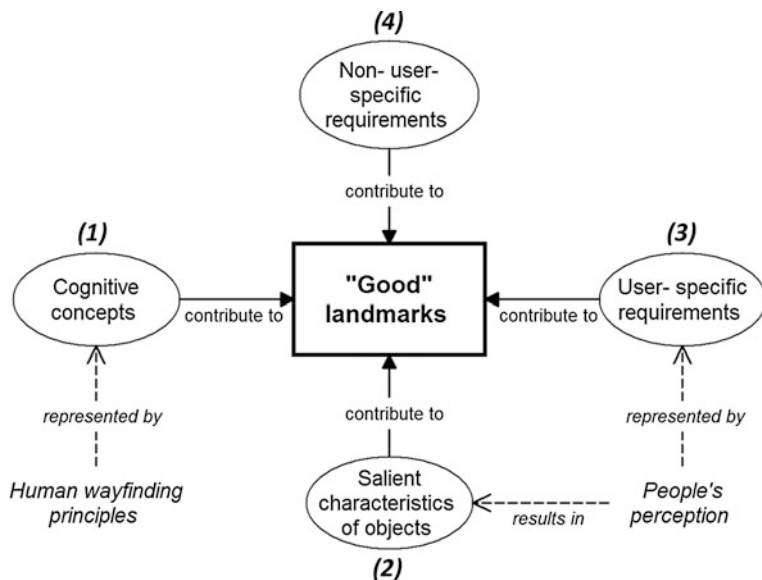 (4)
Non- user-
specific
requirements
contribute to
(1)
Cognitive
concepts
contribute to
"Good"
landmarks
contribute to
(3)
User- specific
requirements
represented by
contribute to
represented by
Human wayfinding
principles
Salient
characteristics
of objects
(2)
results in
People's
perception